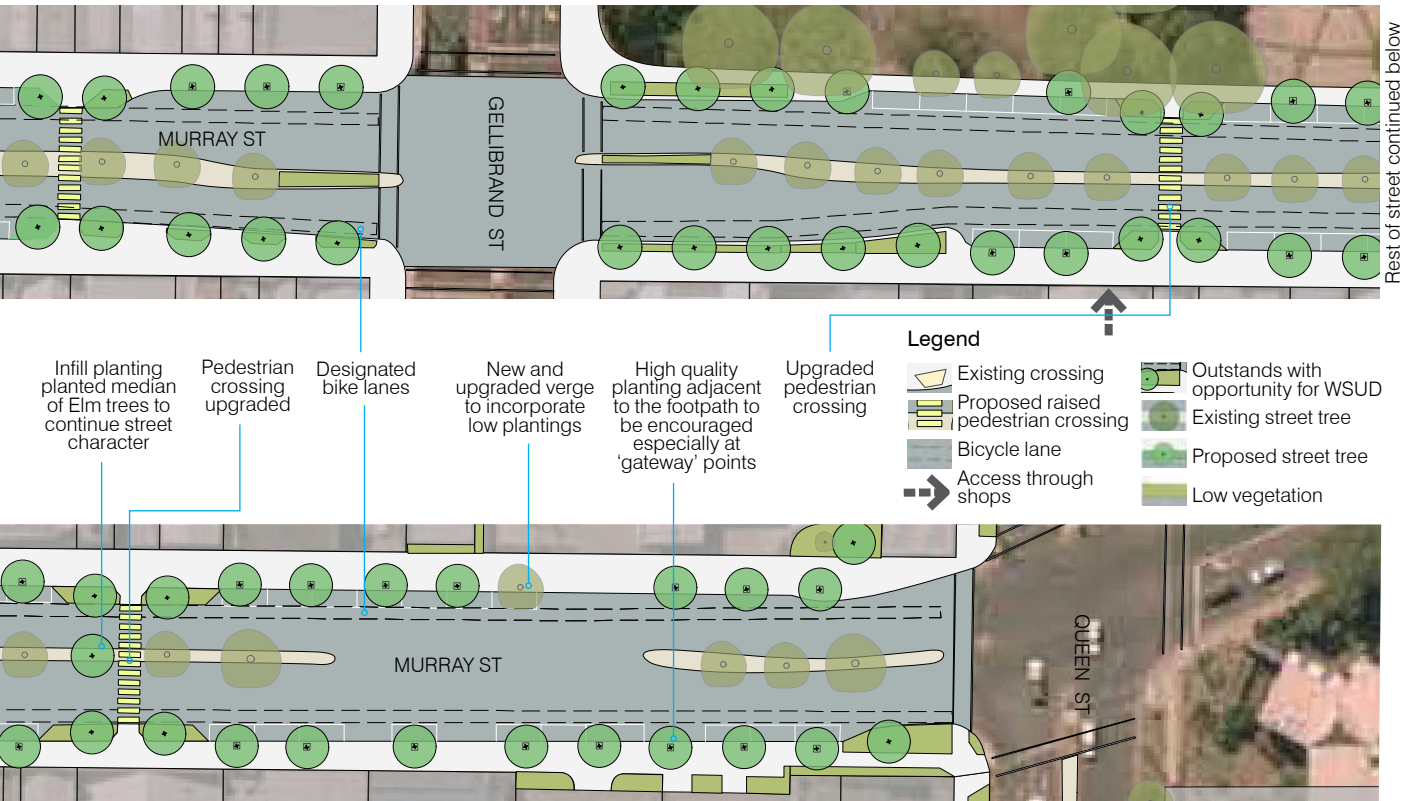 MURRAY ST
GELLIBRAND ST
Rest of street continued below
Infill planting
planted median
of Elm trees to
continue street
character
Pedestrian
crossing
upgraded
Designated
bike lanes
New and
upgraded verge
to incorporate
low plantings
High quality
planting adjacent
to the footpath to
be encouraged
especially at
‘gateway’ points
Upgraded
pedestrian
crossing
Legend
Existing crossing
Proposed raised
pedestrian crossing
Bicycle lane
Access through
shops
Outstands with
opportunity for WSUD
Existing street tree
Proposed street tree
Low vegetation
MURRAY ST
QUEEN ST